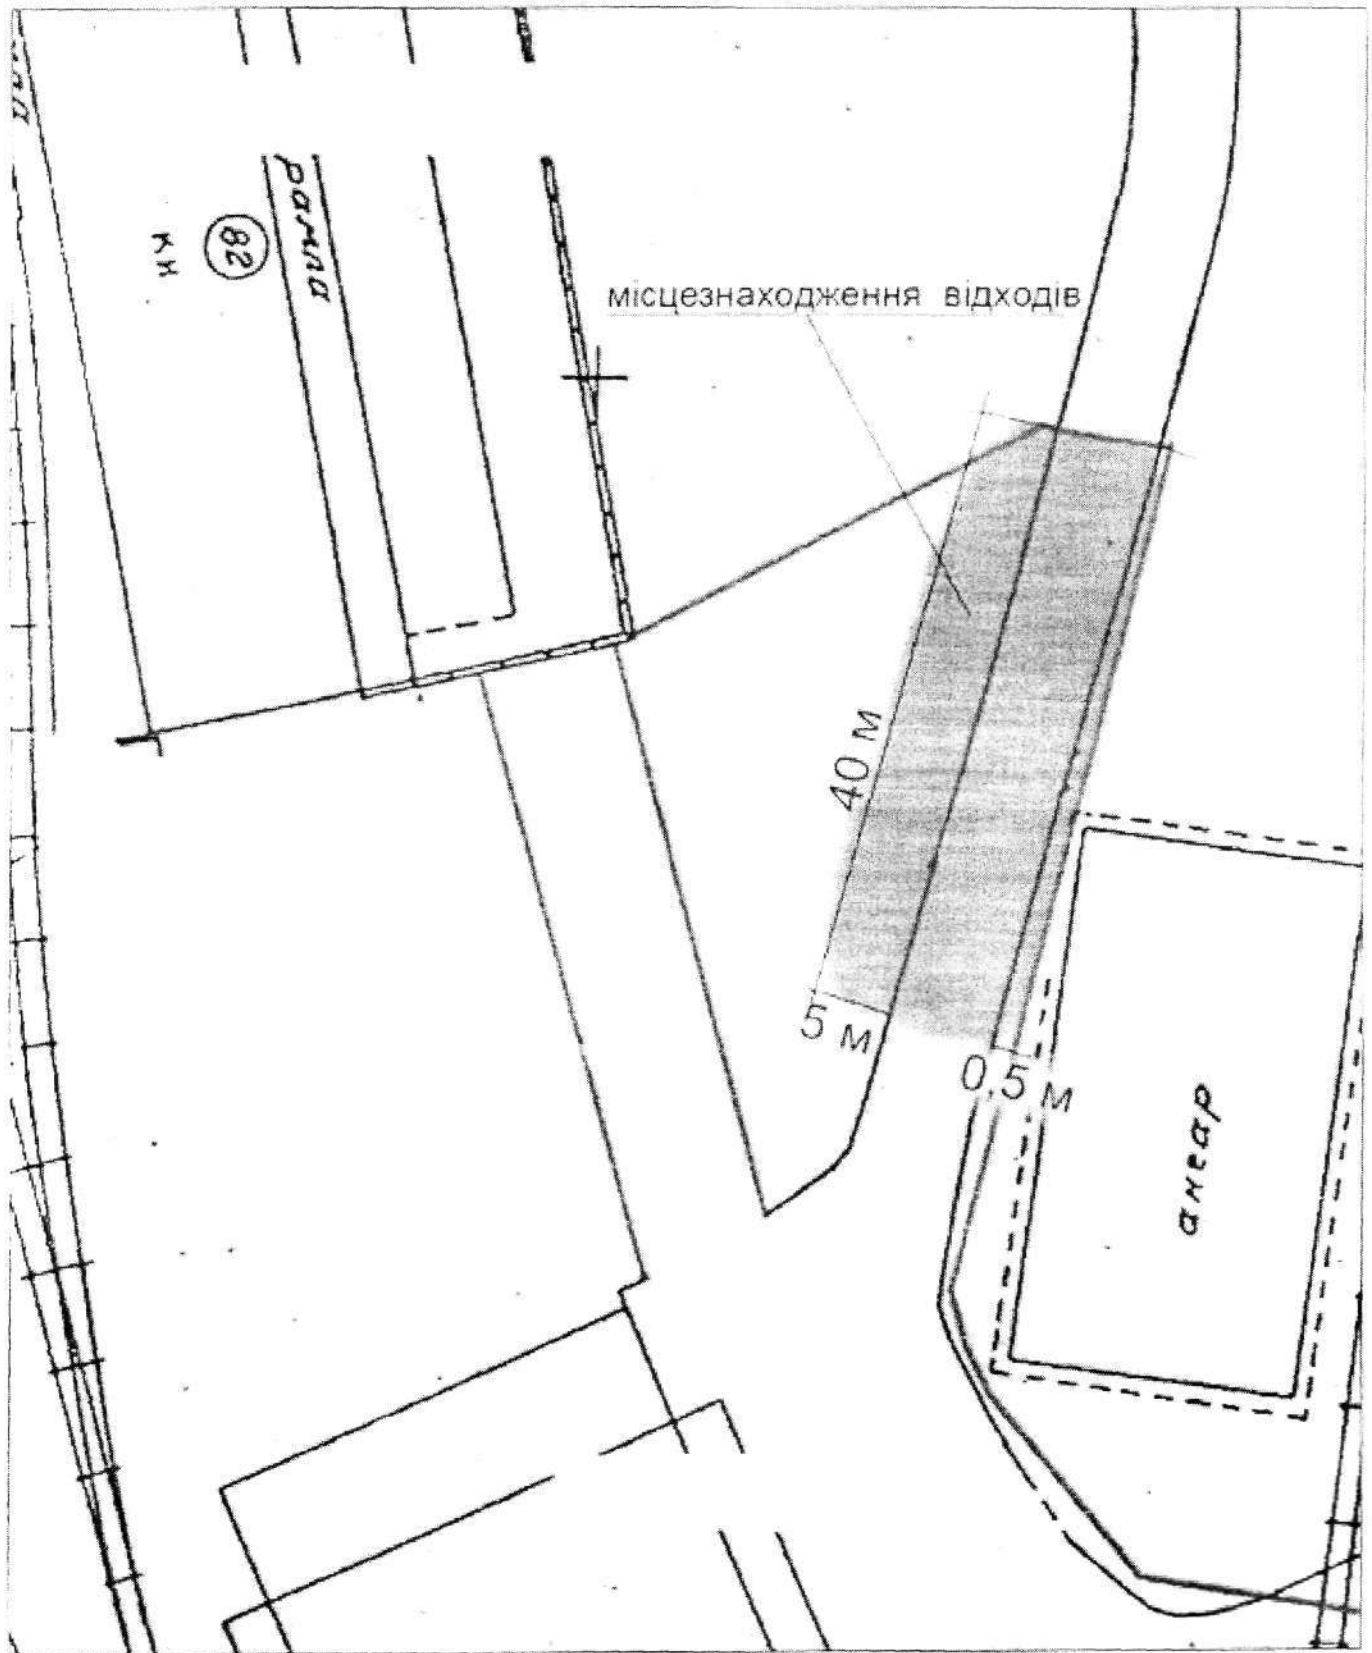 рампа
82
кн
місцезнаходження відходів
40 м
5 м
0,5 м
ангар